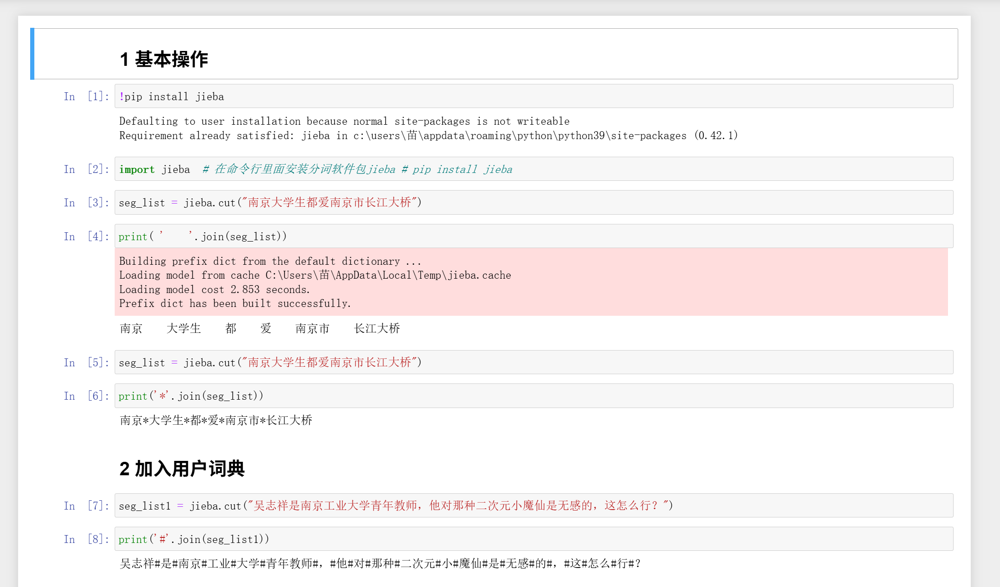 1 基本操作
In [1]: !pip install jieba
Defaulting to user installation because normal site-packages is not writeable
Requirement already satisfied: jieba in c:\users\苗\appdata\roaming\python\python39\site-packages (0.42.1)
In [2]: import jieba  # 在命令行里面安装分词软件包jieba # pip install jieba
In [3]: seg_list = jieba.cut("南京大学生都爱南京市长江大桥")
In [4]: print( '    '.join(seg_list))
Building prefix dict from the default dictionary ...
Loading model from cache C:\Users\苗\AppData\Local\Temp\jieba.cache
Loading model cost 2.853 seconds.
Prefix dict has been built successfully.
南京    大学生    都    爱    南京市    长江大桥
In [5]: seg_list = jieba.cut("南京大学生都爱南京市长江大桥")
In [6]: print('*'.join(seg_list))
南京*大学生*都*爱*南京市*长江大桥
2 加入用户词典
In [7]: seg_list1 = jieba.cut("吴志祥是南京工业大学青年教师，他对那种二次元小魔仙是无感的，这怎么行？")
In [8]: print('#'.join(seg_list1))
吴志祥#是#南京#工业#大学#青年教师#，#他#对#那种#二次元#小#魔仙#是#无感#的#，#这#怎么#行#？